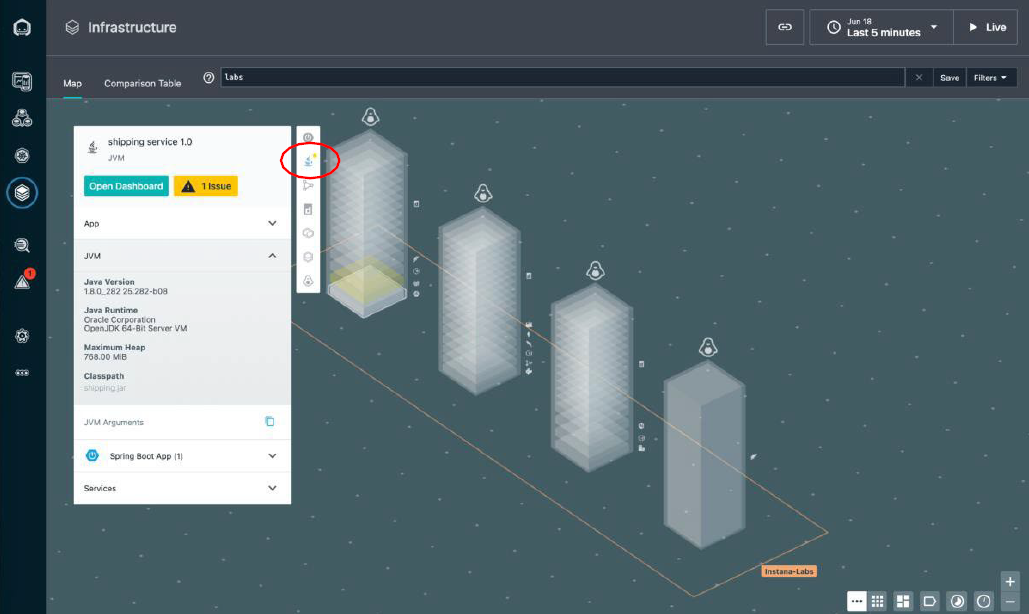 Infrastructure
Jun 18
Last 5 minutes
Live
Map
Comparison Table
labs
Save
Filters
shipping service 1.0
JVM
Open Dashboard
1 Issue
App
JVM
Java Version
1.8.0_282 25.282-b08
Java Runtime
Oracle Corporation
OpenJDK 64-Bit Server VM
Maximum Heap
768.00 MiB
Classpath
shipping.jar
JVM Arguments
Spring Boot App (1)
Services
1
Instana-Labs